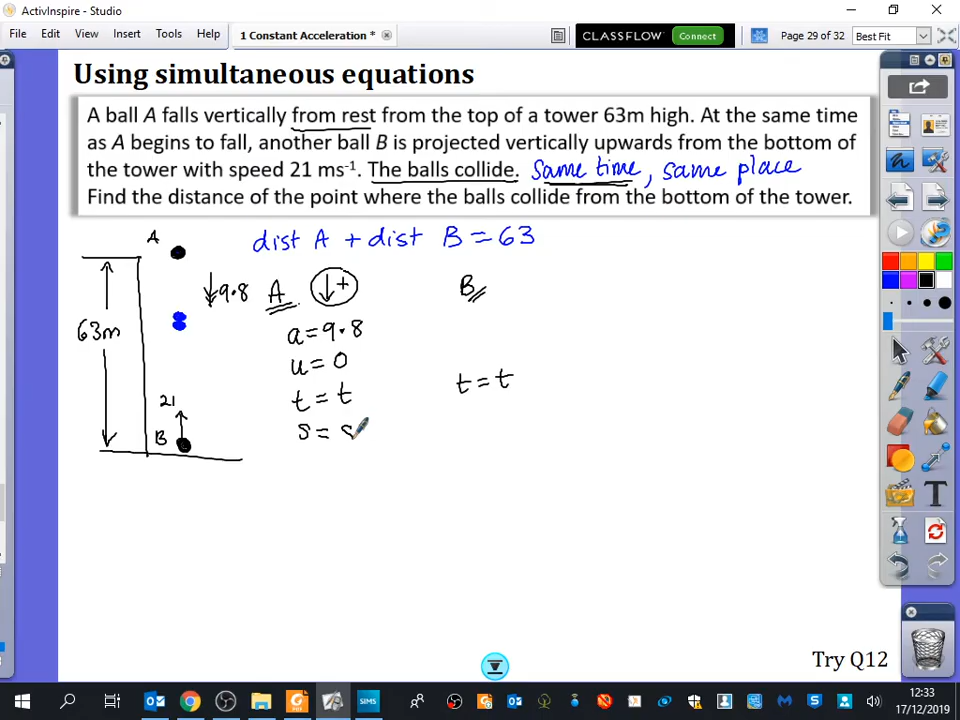 ActivInspire - Studio
File Edit View Insert Tools Help
1 Constant Acceleration *
CLASSFLOW Connect
Page 29 of 32
Best Fit
Using simultaneous equations
A ball A falls vertically from rest from the top of a tower 63m high. At the same time
as A begins to fall, another ball B is projected vertically upwards from the bottom of
the tower with speed 21 ms⁻¹. The balls collide. Same time, same place
Find the distance of the point where the balls collide from the bottom of the tower.
A
dist A + dist B = 63
↓9.8 A ↓+ B
63m
a = 9.8
u = 0
t = t
t = t
s = s
21
B
Try Q12
SIMS
12:33
17/12/2019